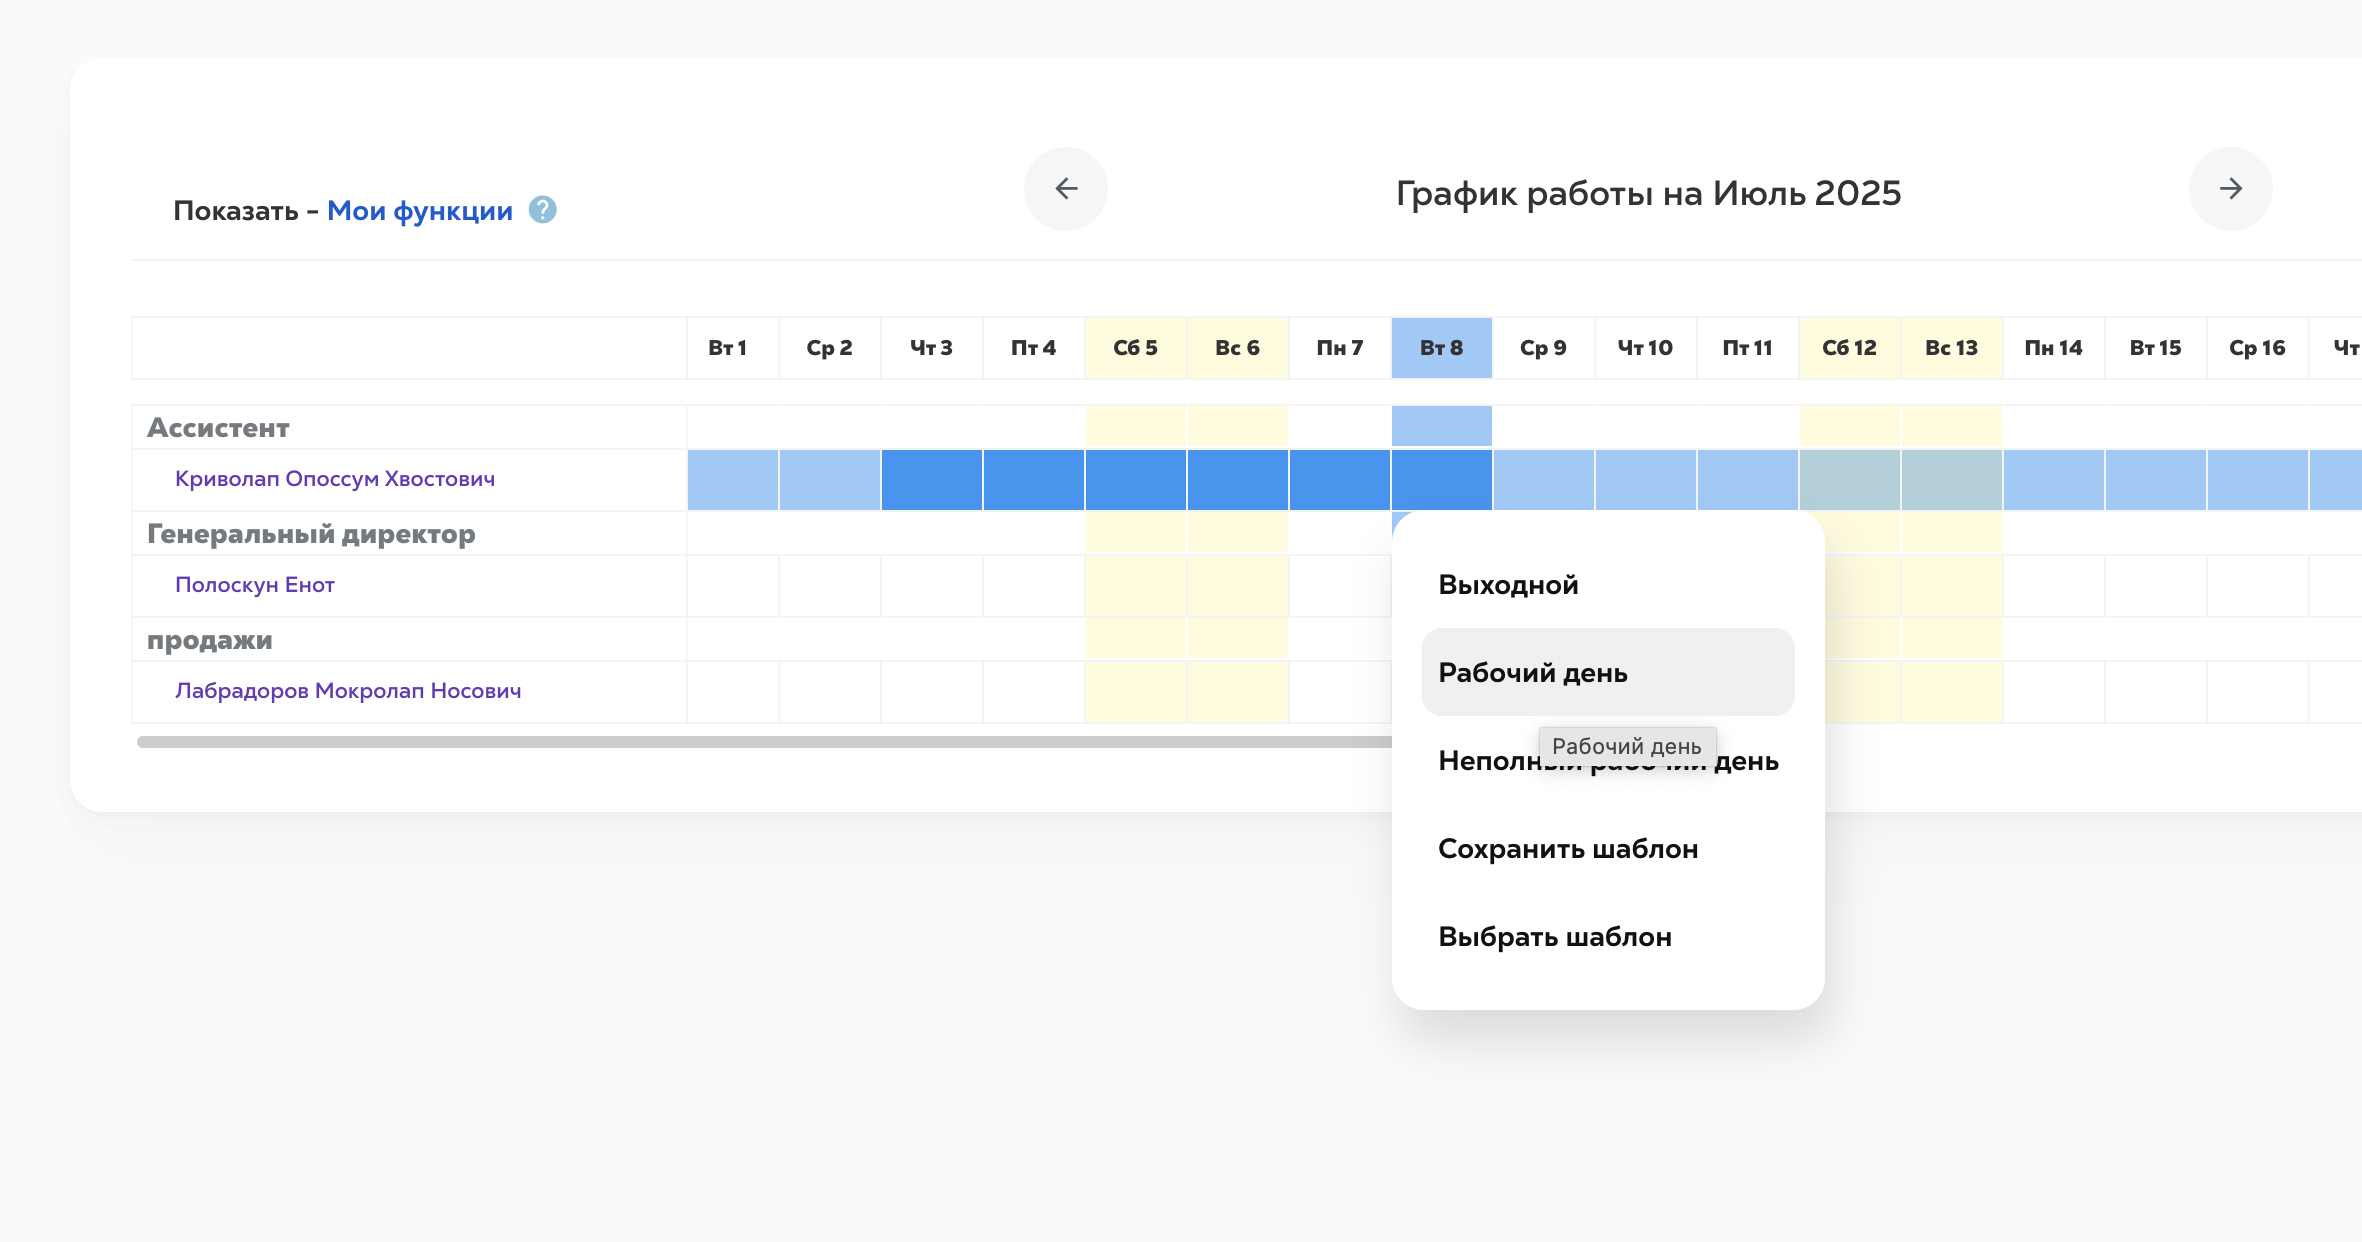 Показать - Мои функции ?
График работы на Июль 2025
Вт 1 Ср 2 Чт 3 Пт 4 Сб 5 Вс 6 Пн 7 Вт 8 Ср 9 Чт 10 Пт 11 Сб 12 Вс 13 Пн 14 Вт 15 Ср 16 Чт
Ассистент
Криволап Опоссум Хвостович
Генеральный директор
Полоскун Енот
продажи
Лабрадоров Мокролап Носович
Выходной
Рабочий день
Рабочий день
Неполный рабочий день
Сохранить шаблон
Выбрать шаблон